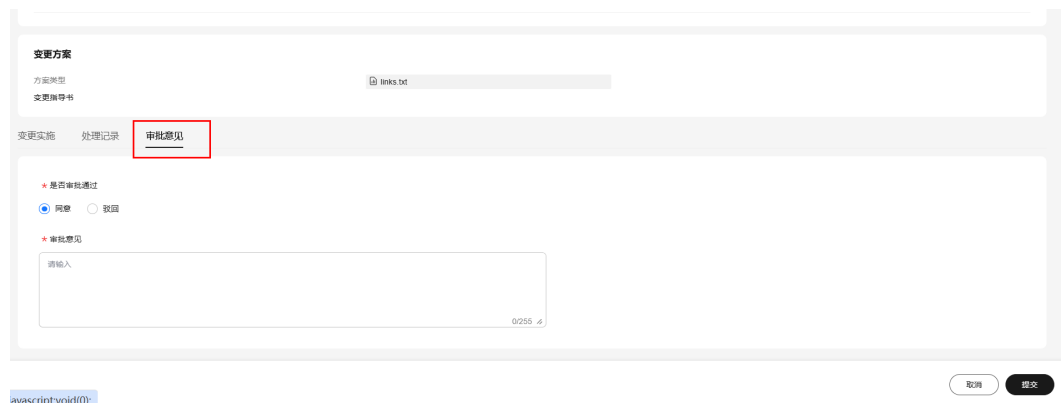 变更方案
方案类型 links.txt
变更指导书
变更实施 处理记录 审批意见
* 是否审批通过
同意 驳回
* 审批意见
请输入
0/255
取消 提交
avascript:void(0);